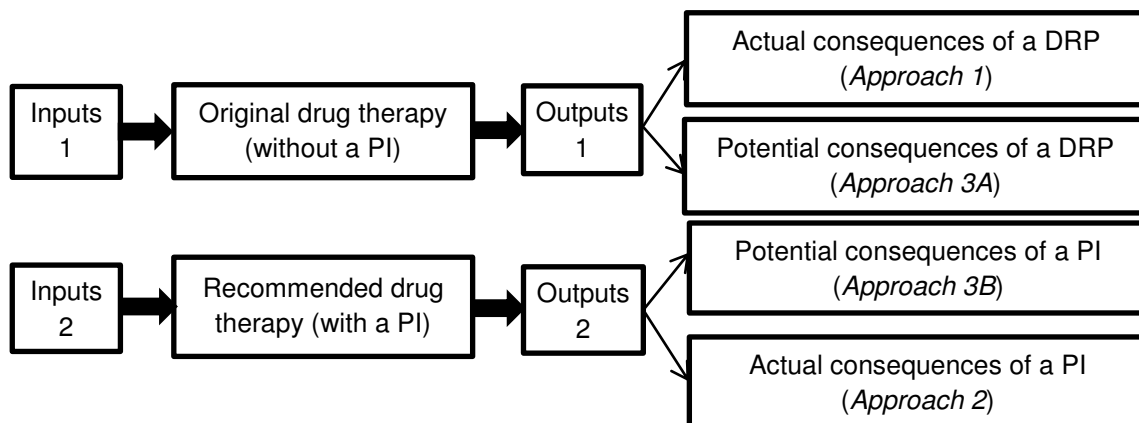 Inputs
1
Original drug therapy
(without a PI)
Outputs
1
Actual consequences of a DRP
(Approach 1)
Potential consequences of a DRP
(Approach 3A)
Inputs
2
Recommended drug
therapy (with a PI)
Outputs
2
Potential consequences of a PI
(Approach 3B)
Actual consequences of a PI
(Approach 2)